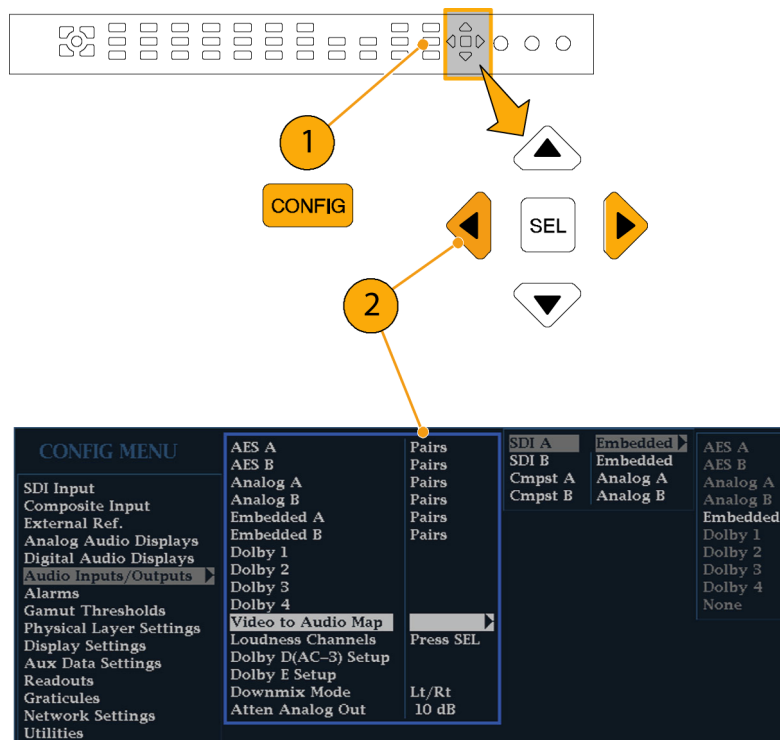 1
CONFIG
SEL
2
CONFIG MENU
SDI Input
Composite Input
External Ref.
Analog Audio Displays
Digital Audio Displays
Audio Inputs/Outputs
Alarms
Gamut Thresholds
Physical Layer Settings
Display Settings
Aux Data Settings
Readouts
Graticules
Network Settings
Utilities
AES A Pairs
AES B Pairs
Analog A Pairs
Analog B Pairs
Embedded A Pairs
Embedded B Pairs
Dolby 1
Dolby 2
Dolby 3
Dolby 4
Video to Audio Map
Loudness Channels Press SEL
Dolby D(AC-3) Setup
Dolby E Setup
Downmix Mode Lt/Rt
Atten Analog Out 10 dB
SDI A Embedded
SDI B Embedded
Cmpst A Analog A
Cmpst B Analog B
AES A
AES B
Analog A
Analog B
Embedded
Dolby 1
Dolby 2
Dolby 3
Dolby 4
None